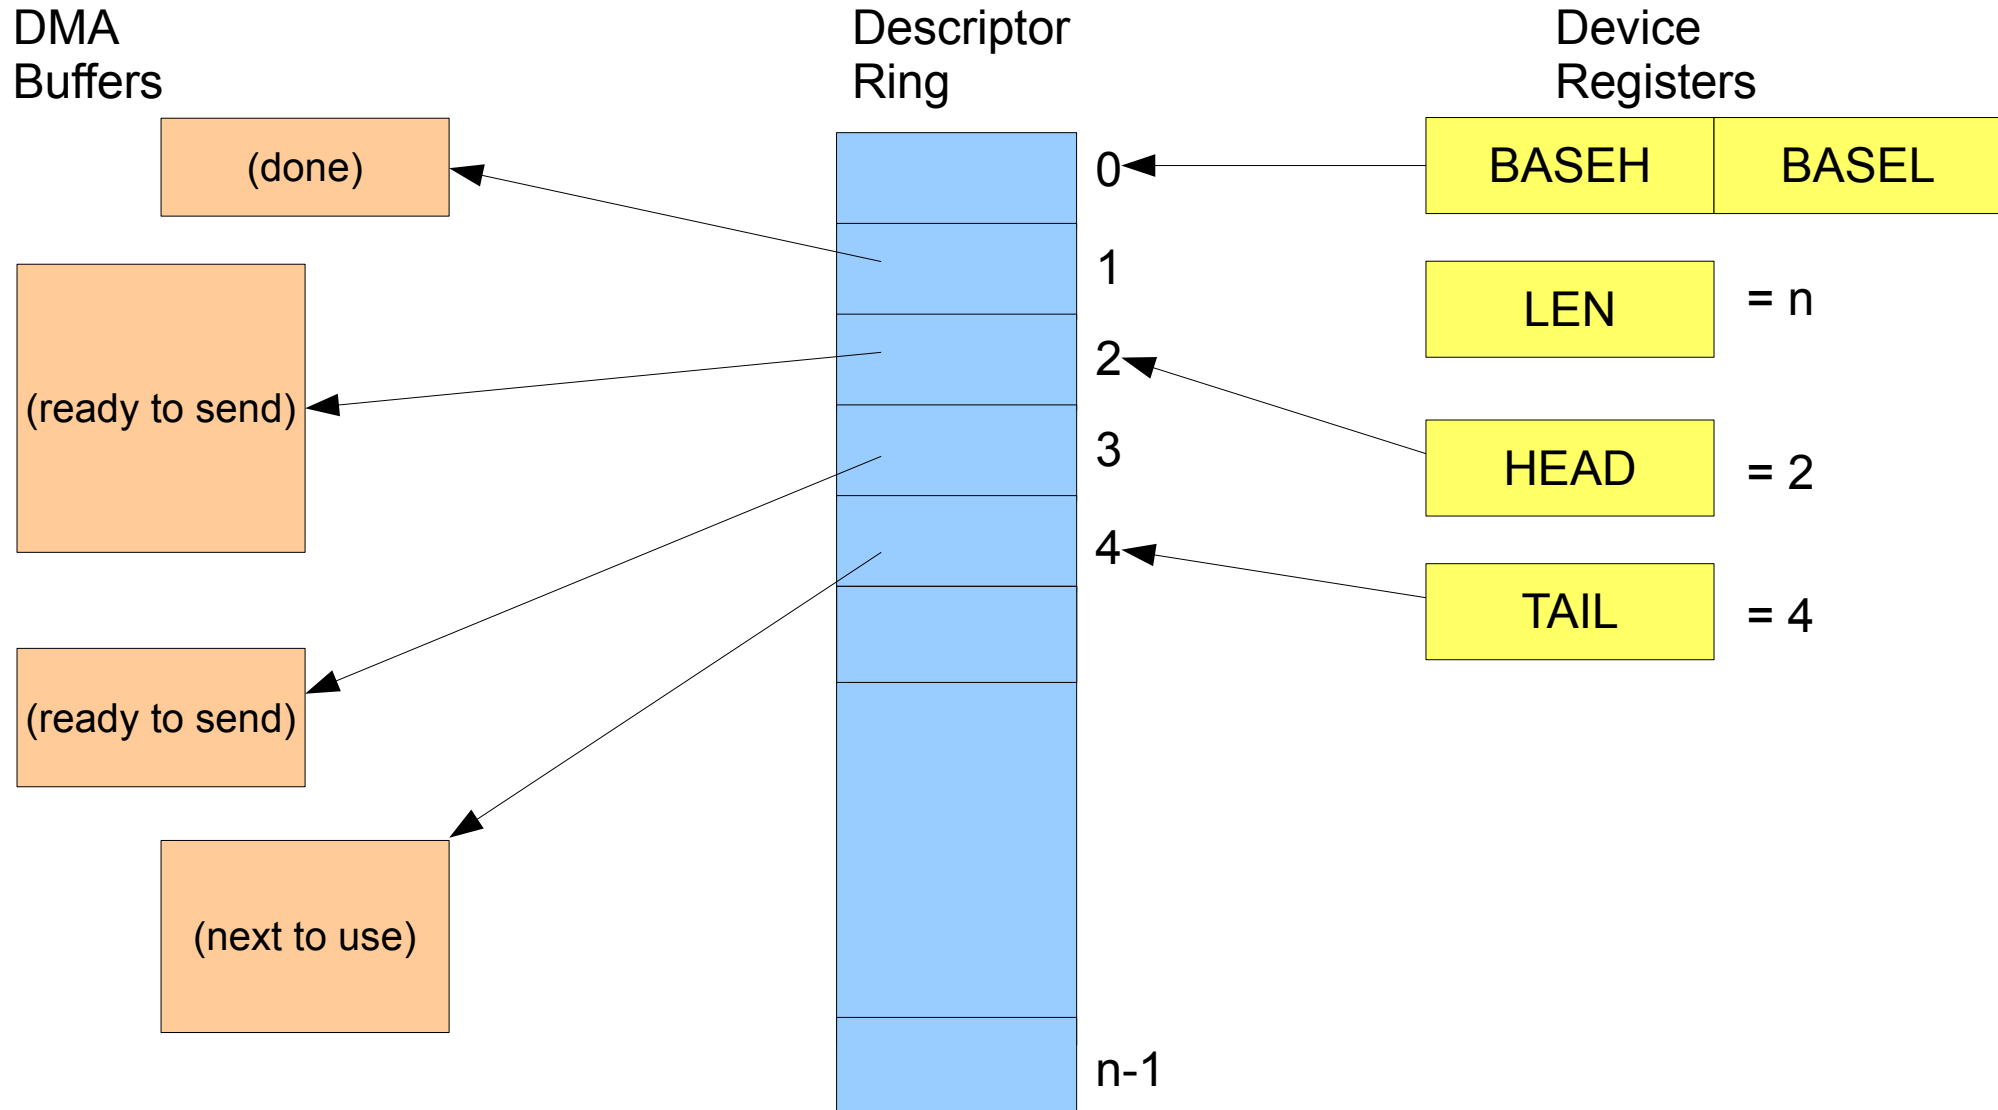 DMA
Buffers
Descriptor
Ring
Device
Registers
(done)
0
BASEH
BASEL
1
LEN
= n
2
(ready to send)
3
HEAD
= 2
4
TAIL
= 4
(ready to send)
(next to use)
n-1